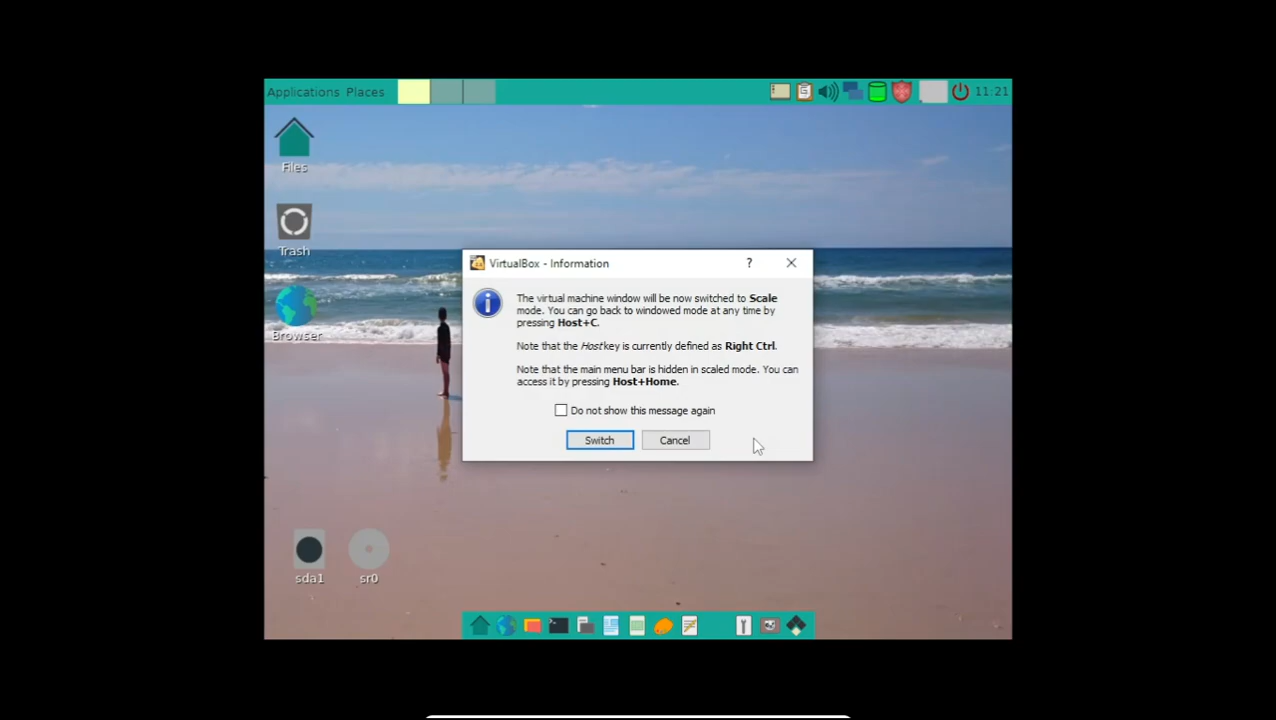 Applications Places
11:21
Files
Trash
Browser
VirtualBox - Information
?
The virtual machine window will be now switched to Scale
mode. You can go back to windowed mode at any time by
pressing Host+C.
Note that the Host key is currently defined as Right Ctrl.
Note that the main menu bar is hidden in scaled mode. You can
access it by pressing Host+Home.
Do not show this message again
Switch
Cancel
sda1
sr0